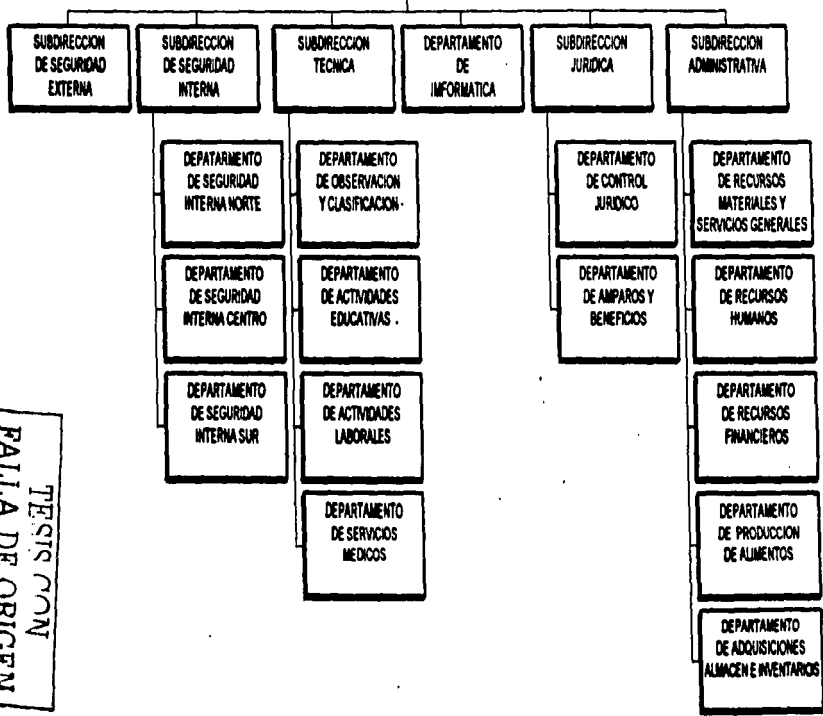 SUBDIRECCION
DE SEGURIDAD
EXTERNA
SUBDIRECCION
DE SEGURIDAD
INTERNA
SUBDIRECCION
TECNICA
DEPARTAMENTO
DE
IMFORMATICA
SUBDIRECCION
JURIDICA
SUBDIRECCION
ADMINISTRATIVA
DEPATARMENTO
DE SEGURIDAD
INTERNA NORTE
DEPARTAMENTO
DE SEGURIDAD
INTERNA CENTRO
DEPARTAMENTO
DE SEGURIDAD
INTERNA SUR
DEPARTAMENTO
DE OBSERVACION
Y CLASIFICACION
DEPARTAMENTO
DE ACTIVIDADES
EDUCATIVAS .
DEPARTAMENTO
DE ACTIVIDADES
LABORALES
DEPARTAMENTO
DE SERVICIOS
MEDICOS
DEPARTAMENTO
DE CONTROL
JURIDICO
DEPARTAMENTO
DE AMPAROS Y
BENEFICIOS
DEPARTAMENTO
DE RECURSOS
MATERIALES Y
SERVICIOS GENERALES
DEPARTAMENTO
DE RECURSOS
HUMANOS
DEPARTAMENTO
DE RECURSOS
FINANCIEROS
DEPARTAMENTO
DE PRODUCCION
DE ALIMENTOS
DEPARTAMENTO
DE ADQUISICIONES
ALMACEN E INVENTARIOS
TESIS CON
FALLA DE ORIGEN